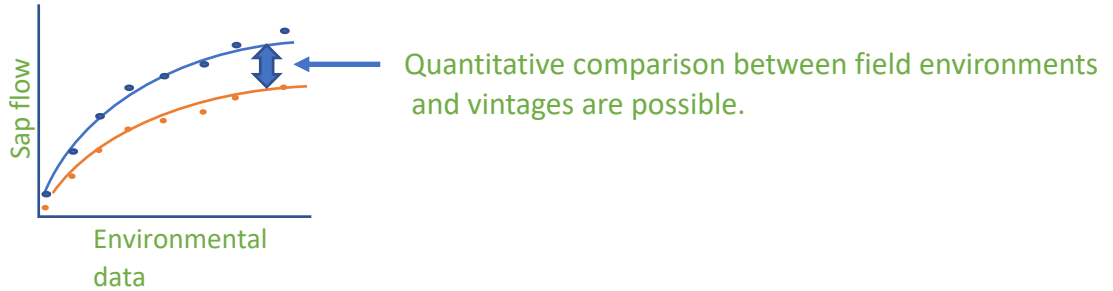 Sap flow
Quantitative comparison between field environments
and vintages are possible.
Environmental
data